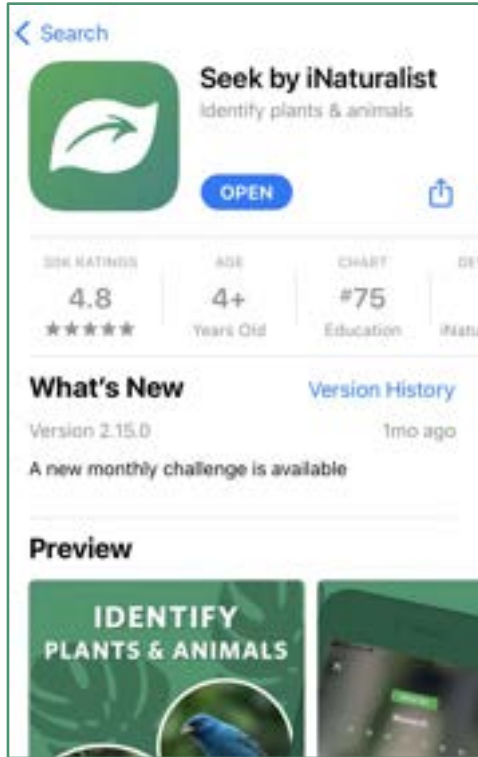 Search
Seek by iNaturalist
Identify plants & animals
OPEN
RATINGS
AGE
CHART
4.8
4+
#75
Years Old
Education
What's New
Version History
Version 2.15.0
1mo ago
A new monthly challenge is available
Preview
IDENTIFY
PLANTS & ANIMALS